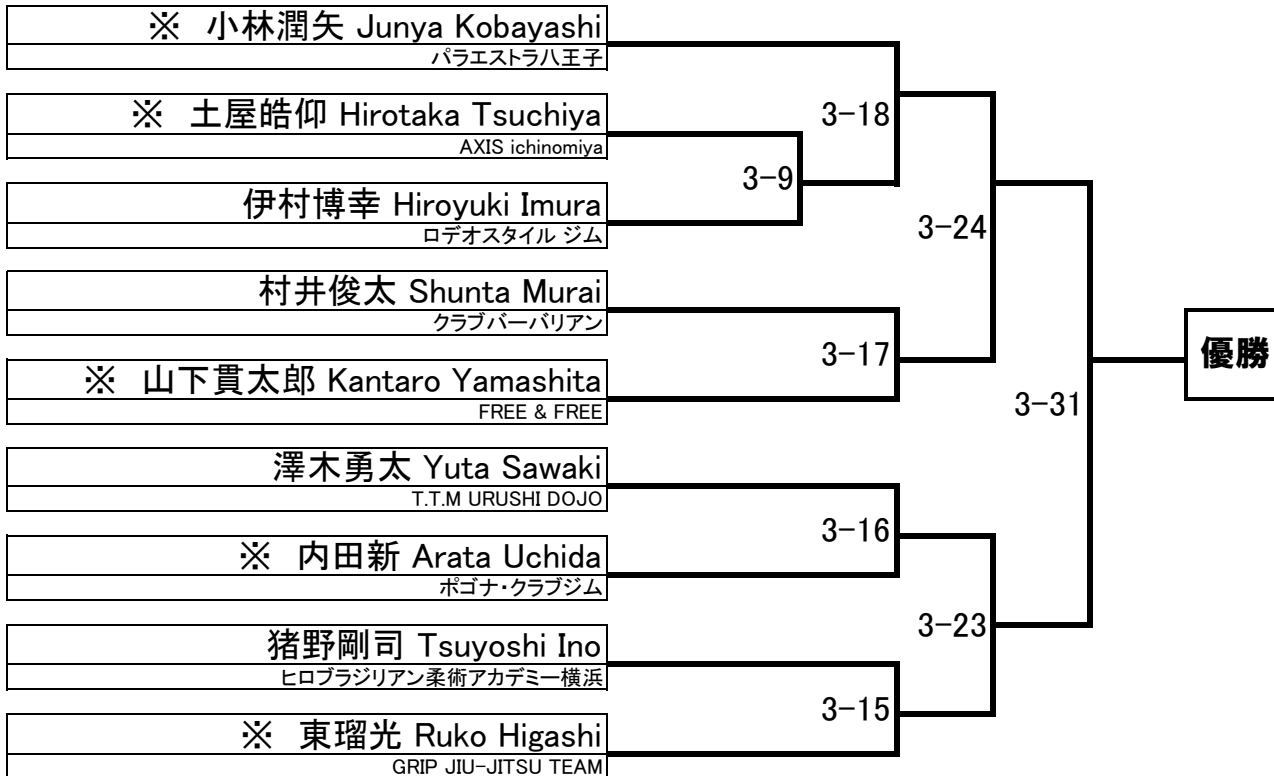 ※ 小林潤矢 Junya Kobayashi
パラエストラ八王子
※ 土屋皓仰 Hirotaka Tsuchiya
AXIS ichinomiya
伊村博幸 Hiroyuki Imura
ロデオスタイル ジム
村井俊太 Shunta Murai
クラブバーバリアン
※ 山下貫太郎 Kantaro Yamashita
FREE & FREE
澤木勇太 Yuta Sawaki
T.T.M URUSHI DOJO
※ 内田新 Arata Uchida
ポゴナ・クラブジム
猪野剛司 Tsuyoshi Ino
ヒロブラジリアン柔術アカデミー横浜
※ 東瑠光 Ruko Higashi
GRIP JIU-JITSU TEAM
3-9
3-18
3-17
3-16
3-15
3-24
3-23
3-31
優勝